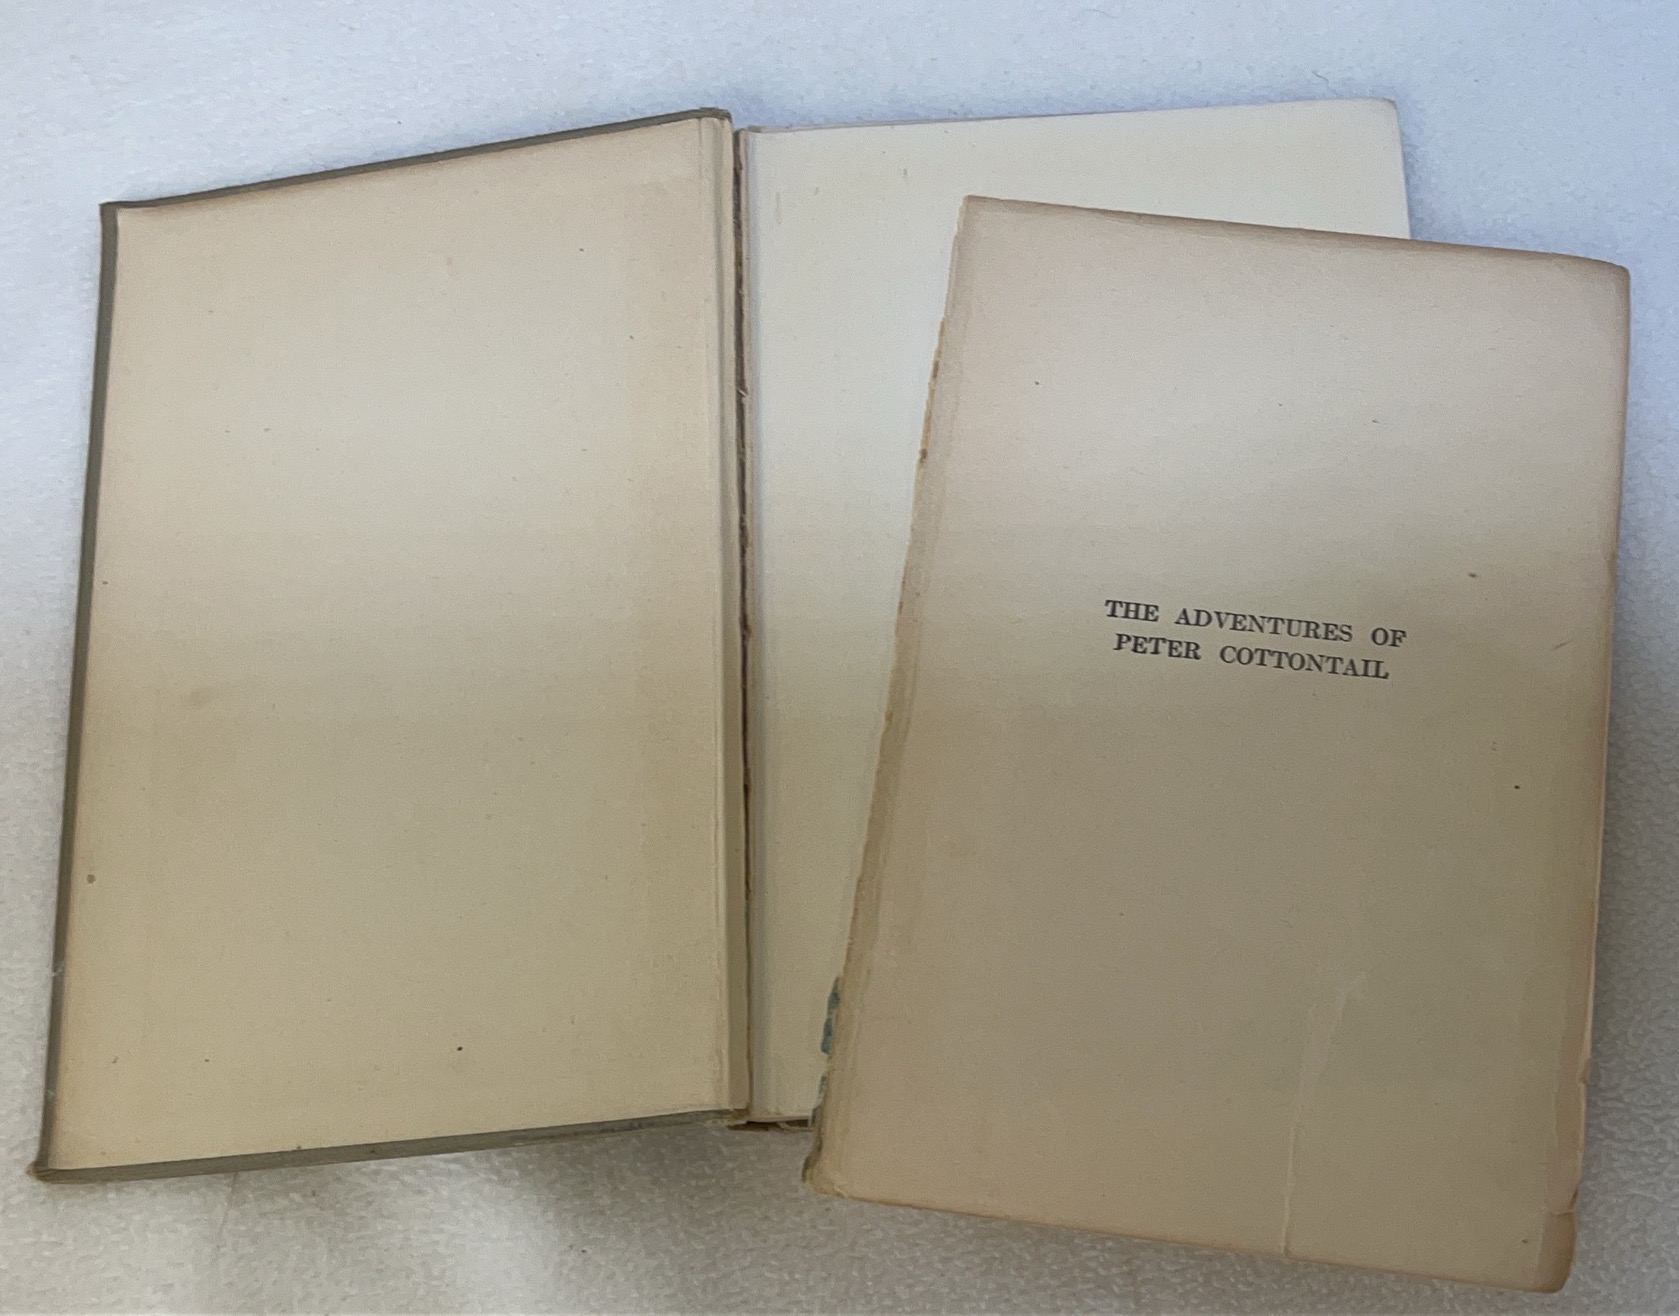 THE ADVENTURES OF
PETER COTTONTAIL